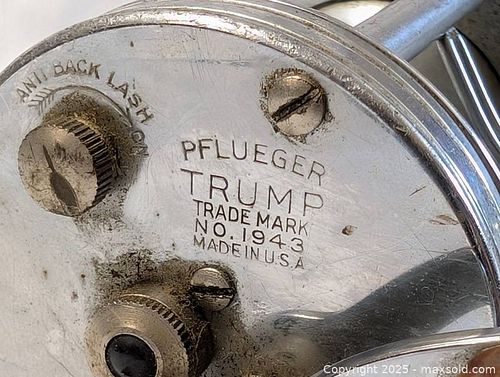 ANTI BACK LASH
ON
PFLUEGER
TRUMP
TRADE MARK
NO. 1943
MADE IN U.S.A
Copyright 2025 - maxsold.com